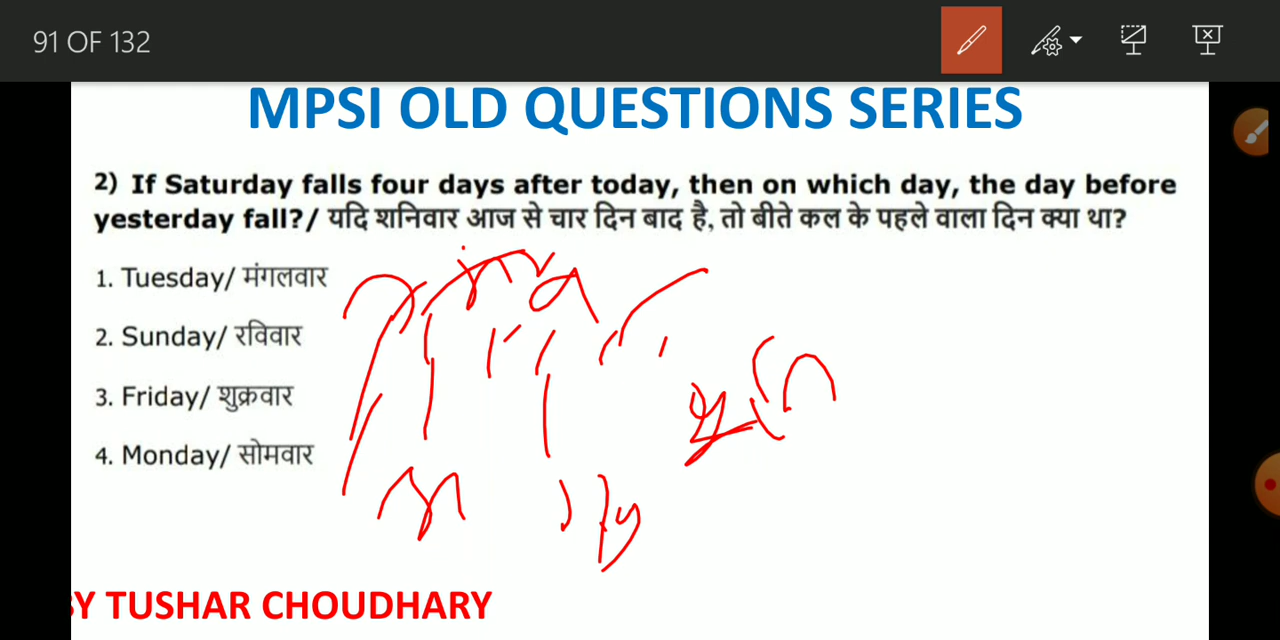 91 OF 132
MPSI OLD QUESTIONS SERIES
2) If Saturday falls four days after today, then on which day, the day before
yesterday fall?/ यदि शनिवार आज से चार दिन बाद है, तो बीते कल के पहले वाला दिन क्या था?
1. Tuesday/ मंगलवार
2. Sunday/ रविवार
3. Friday/ शुक्रवार
4. Monday/ सोमवार
BY TUSHAR CHOUDHARY